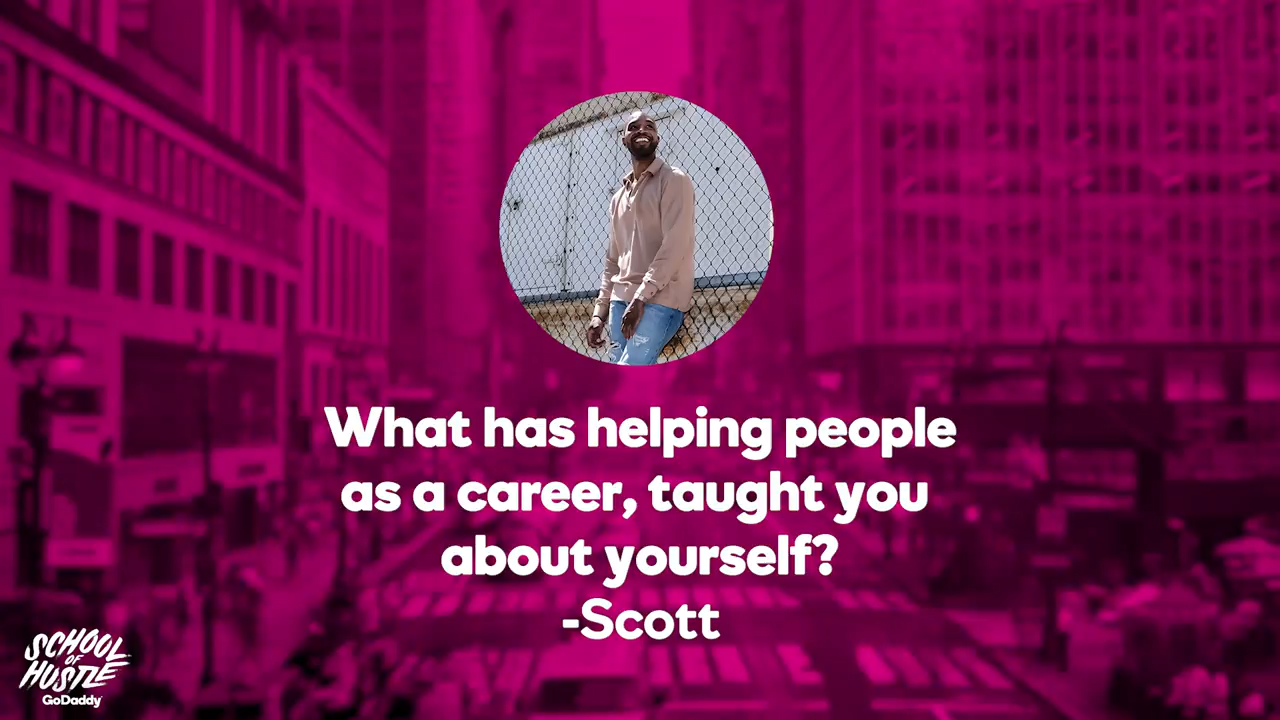 What has helping people
as a career, taught you
about yourself?
-Scott
SCHOOL
OF
HUSTLE
GoDaddy